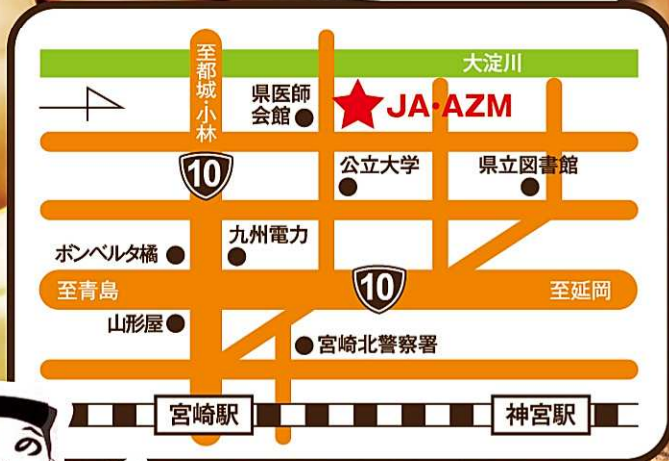 大淀川
至都城・小林
県医師
会館
JA・AZM
10
公立大学
県立図書館
九州電力
ボンベルタ橘
至青島
10
至延岡
山形屋
宮崎北警察署
宮崎駅
神宮駅
の